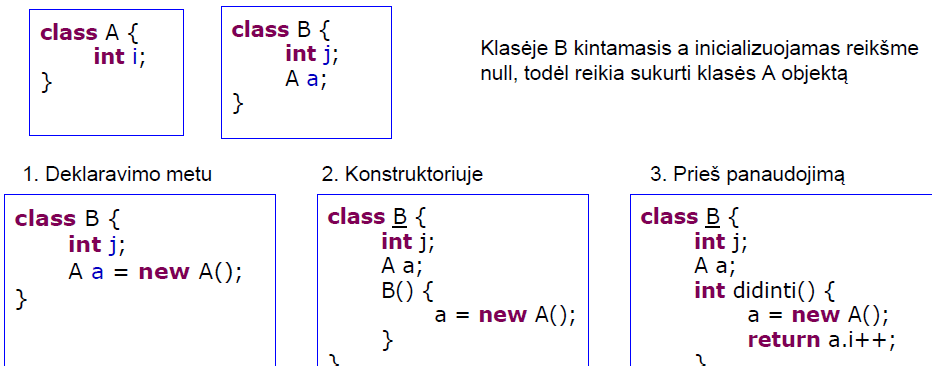 class A {
int i;
}
class B {
int j;
A a;
}
Klasėje B kintamasis a inicializuojamas reikšme
null, todėl reikia sukurti klasės A objektą
1. Deklaravimo metu
class B {
int j;
A a = new A();
}
2. Konstruktoriuje
class B {
int j;
A a;
B() {
a = new A();
}
}
3. Prieš panaudojimą
class B {
int j;
A a;
int didinti() {
a = new A();
return a.i++;
}